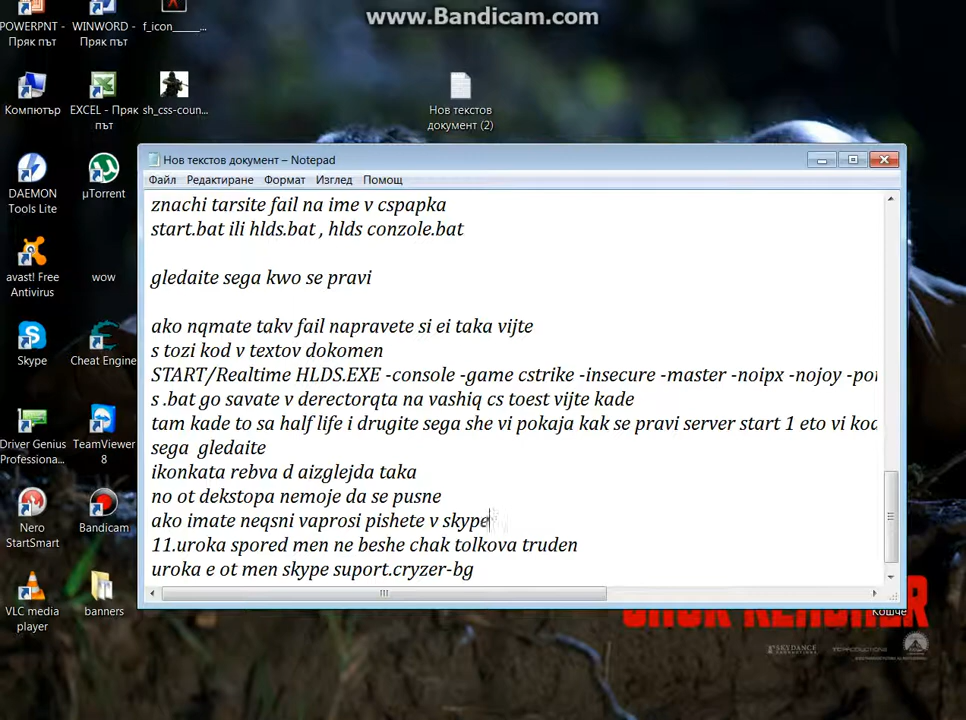 www.Bandicam.com
POWERPNT - Пряк път
WINWORD - Пряк път
f_icon_____...
Компютър
EXCEL - Пряк път
sh_css-coun...
Нов текстов документ (2)
DAEMON Tools Lite
µTorrent
avast! Free Antivirus
wow
Skype
Cheat Engine
Driver Genius Professiona...
TeamViewer 8
Nero StartSmart
Bandicam
VLC media player
banners
Нов текстов документ – Notepad
Файл Редактиране Формат Изглед Помощ
znachi tarsite fail na ime v cspapka
start.bat ili hlds.bat , hlds conzole.bat
gledaite sega kwo se pravi
ako nqmate takv fail napravete si ei taka vijte
s tozi kod v textov dokomen
START/Realtime HLDS.EXE -console -game cstrike -insecure -master -noipx -nojoy
s .bat go savate v derectorqta na vashiq cs toest vijte kade
tam kade to sa half life i drugite sega she vi pokaja kak se pravi server start 1 eto vi
sega gledaite
ikonkata rebva d aizglejda taka
no ot dekstopa nemoje da se pusne
ako imate neqsni vaprosi pishete v skype
11.uroka spored men ne beshe chak tolkova truden
uroka e ot men skype suport.cryzer-bg
Кошче
SKYDANCE